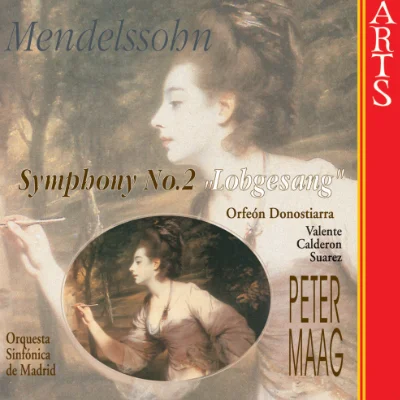 Mendelssohn
ARTS
Symphony No.2 „Lobgesang"
Orfeón Donostiarra
Valente
Calderon
Suarez
PETER
MAAG
Orquesta
Sinfónica
de Madrid